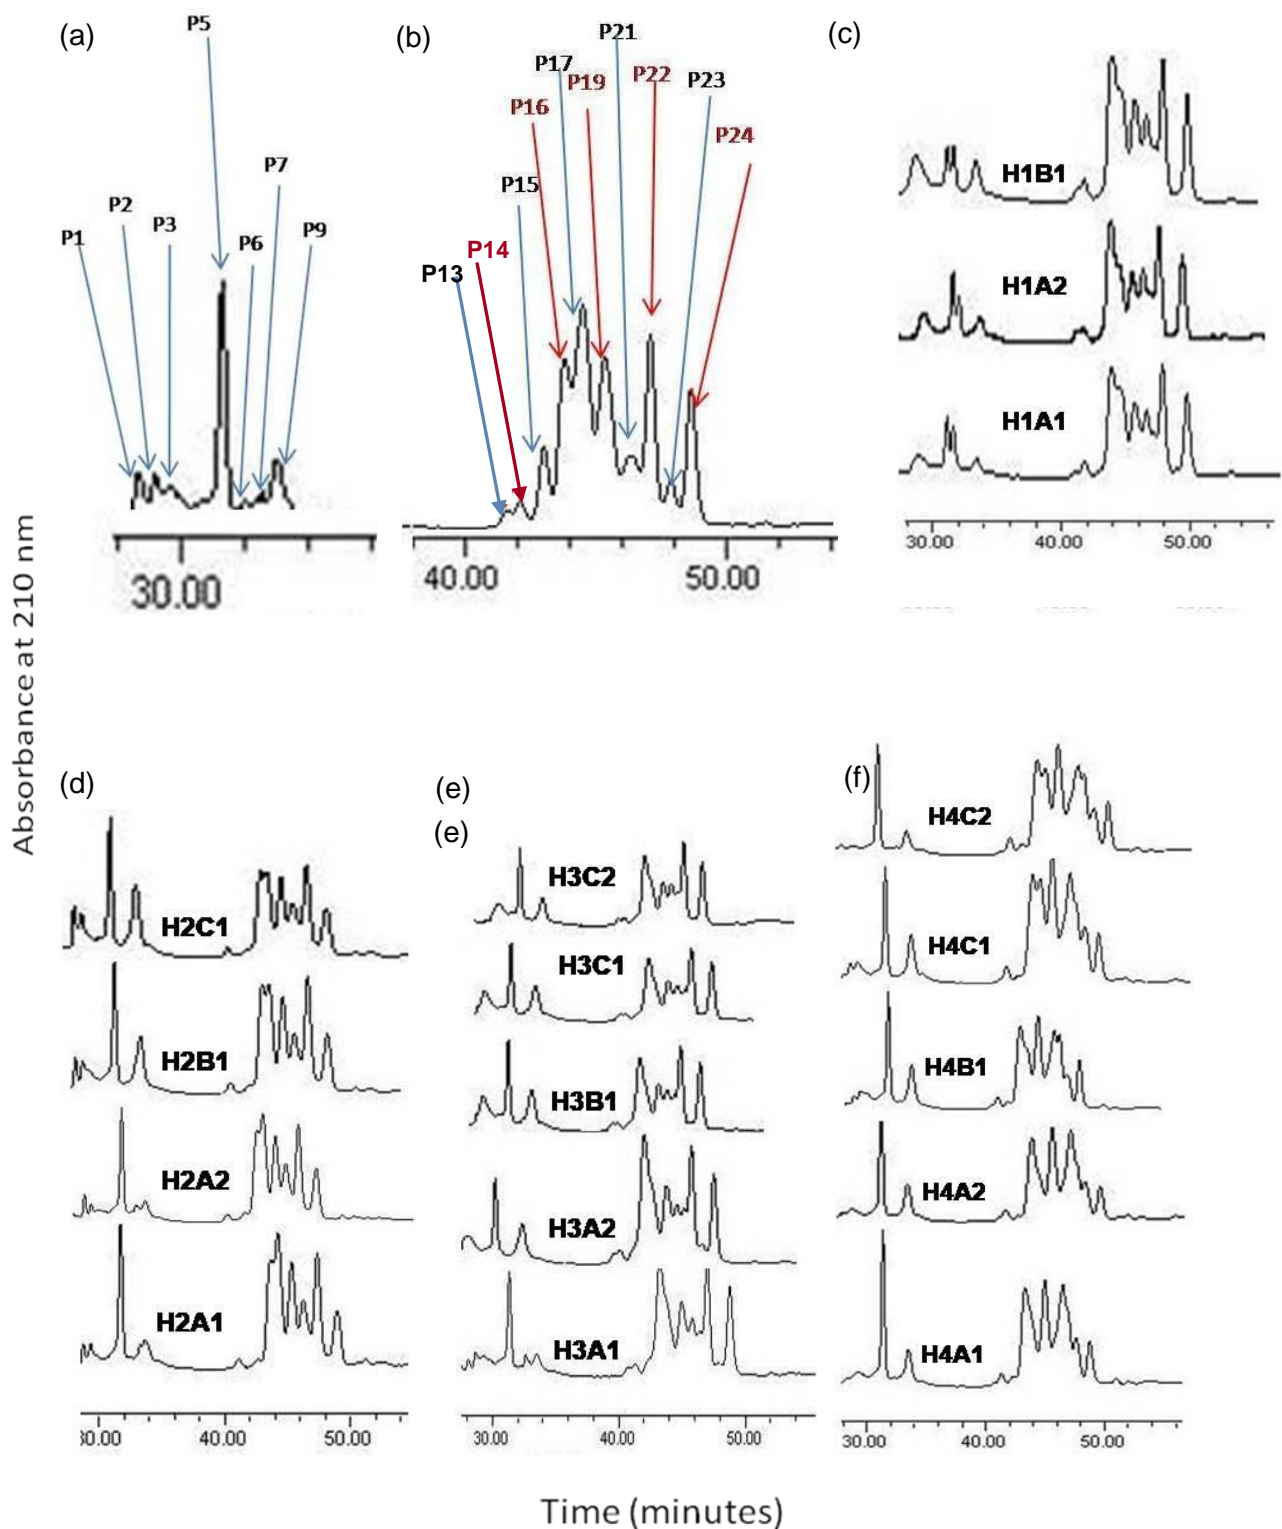 (a)
P5
P7
P2
P3
P9
P1
P6
30.00
(b)
P21
P17
P19
P22
P23
P16
P24
P15
P14
P13
40.00
50.00
(c)
H1B1
H1A2
H1A1
30.00
40.00
50.00
Absorbance at 210 nm
(d)
H2C1
H2B1
H2A2
H2A1
30.00
40.00
50.00
(e)
(e)
H3C2
H3C1
H3B1
H3A2
H3A1
30.00
40.00
50.00
(f)
H4C2
H4C1
H4B1
H4A2
H4A1
30.00
40.00
50.00
Time (minutes)